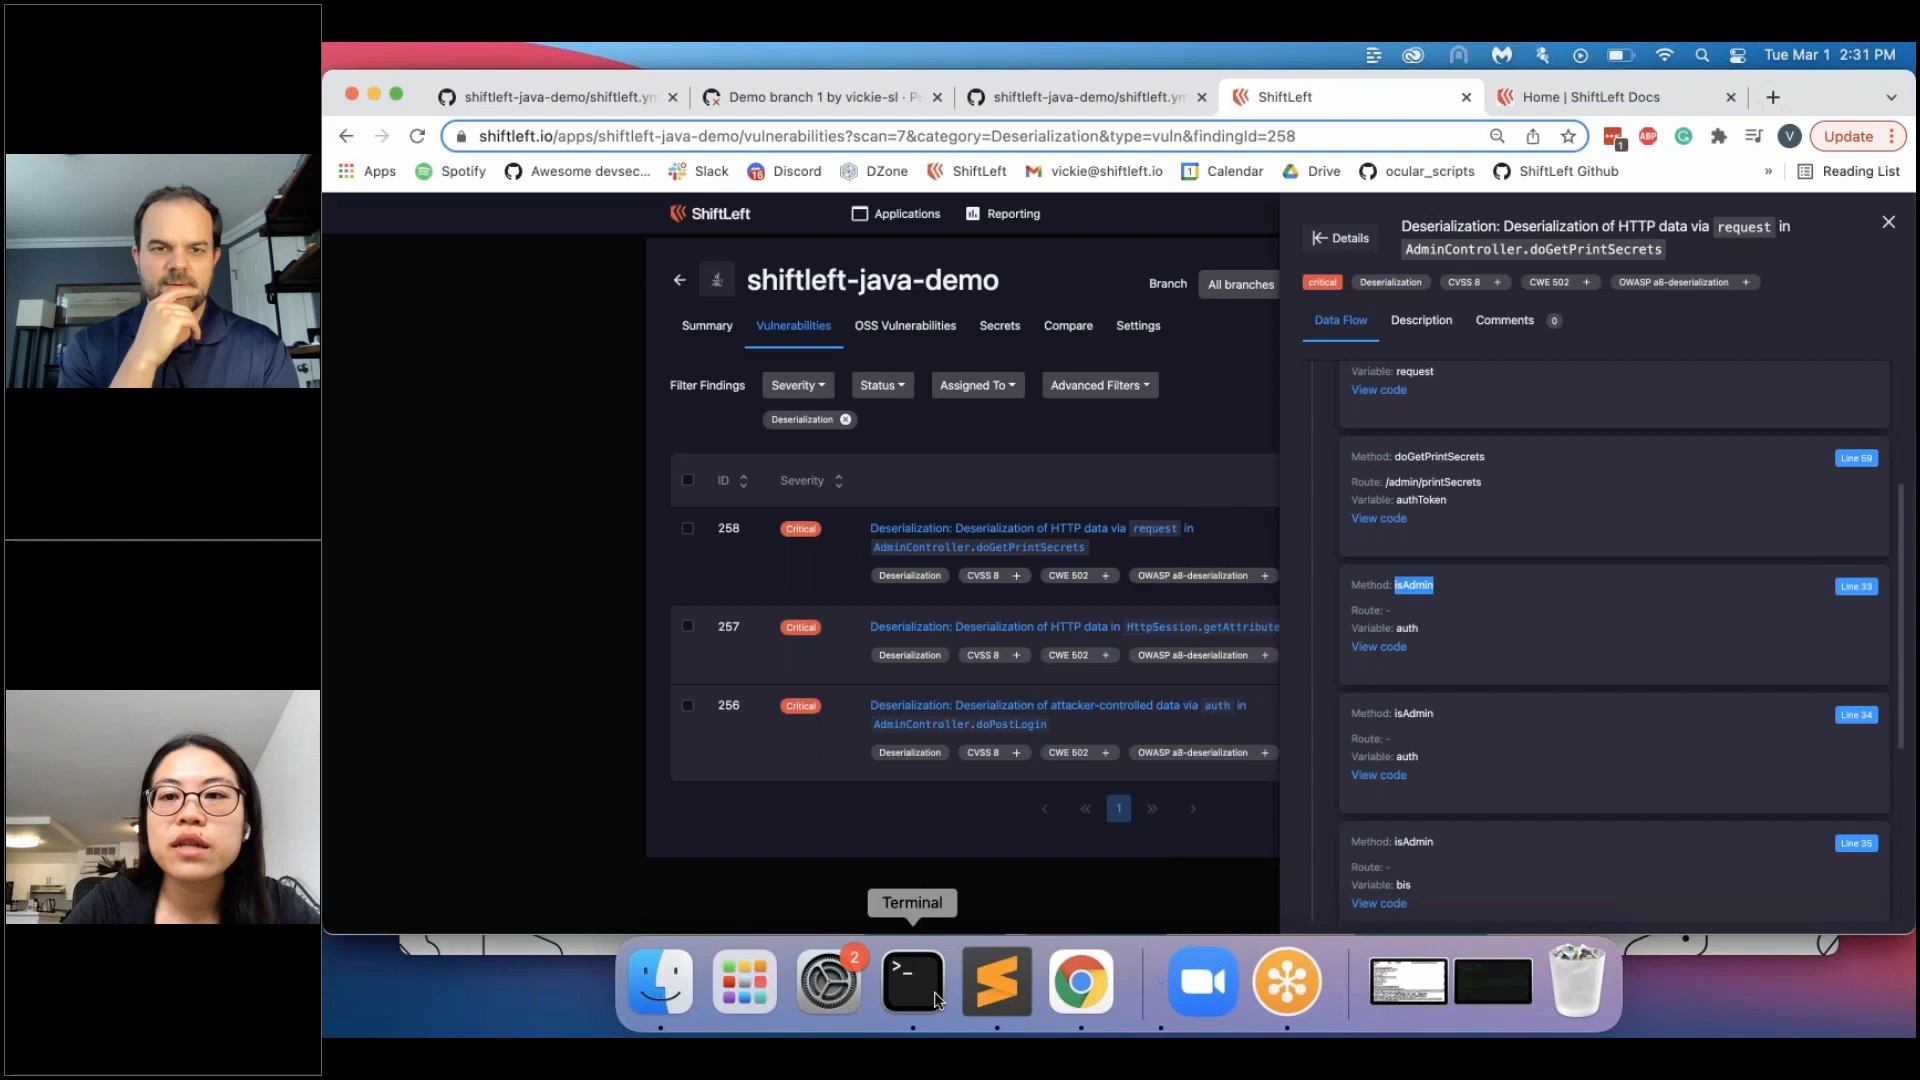 Tue Mar 1 2:31 PM
shiftleft-java-demo/shiftleft.ym
Demo branch 1 by vickie-sl · P
shiftleft-java-demo/shiftleft.ym
ShiftLeft
Home | ShiftLeft Docs
shiftleft.io/apps/shiftleft-java-demo/vulnerabilities?scan=7&category=Deserialization&type=vuln&findingId=258
1
ABP
V
Update
Apps
Spotify
Awesome devsec...
Slack
16
Discord
DZone
ShiftLeft
vickie@shiftleft.io
1
Calendar
Drive
ocular_scripts
ShiftLeft Github
»
Reading List
ShiftLeft
Applications
Reporting
shiftleft-java-demo
Branch
All branches
Summary
Vulnerabilities
OSS Vulnerabilities
Secrets
Compare
Settings
Filter Findings
Severity
Status
Assigned To
Advanced Filters
Deserialization
ID
Severity
258
Critical
Deserialization: Deserialization of HTTP data via request in
AdminController.doGetPrintSecrets
Deserialization
CVSS 8 +
CWE 502 +
OWASP a8-deserialization +
257
Critical
Deserialization: Deserialization of HTTP data in HttpSession.getAttribute
Deserialization
CVSS 8 +
CWE 502 +
OWASP a8-deserialization +
256
Critical
Deserialization: Deserialization of attacker-controlled data via auth in
AdminController.doPostLogin
Deserialization
CVSS 8 +
CWE 502 +
OWASP a8-deserialization +
‹ « 1 » ›
Details
Deserialization: Deserialization of HTTP data via request in
AdminController.doGetPrintSecrets
critical
Deserialization
CVSS 8 +
CWE 502 +
OWASP a8-deserialization +
Data Flow
Description
Comments 0
Variable: request
View code
Method: doGetPrintSecrets
Line 59
Route: /admin/printSecrets
Variable: authToken
View code
Method: isAdmin
Line 33
Route: -
Variable: auth
View code
Method: isAdmin
Line 34
Route: -
Variable: auth
View code
Method: isAdmin
Line 35
Route: -
Variable: bis
View code
Terminal
2
>_